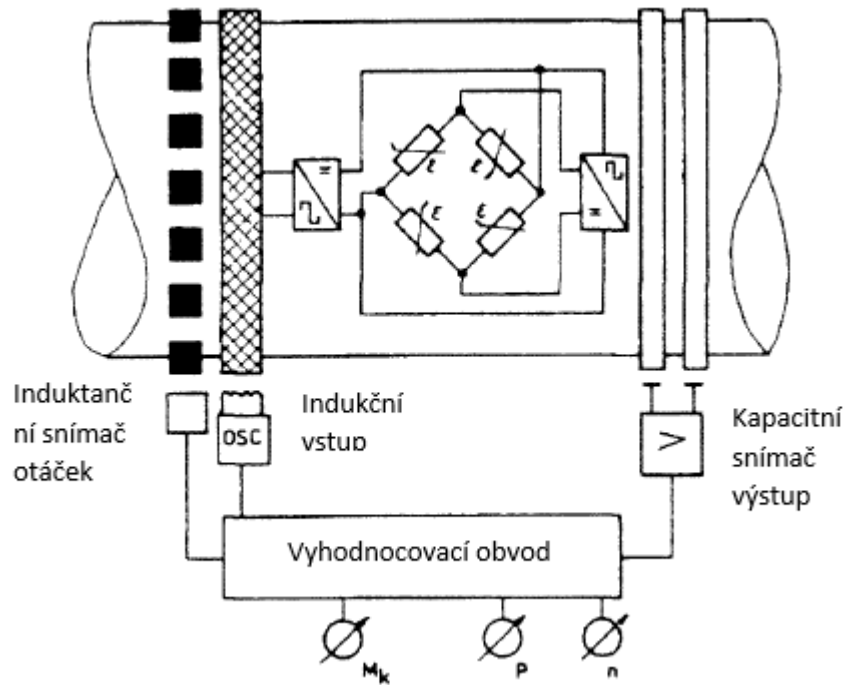 ε ε
ε ε
Induktanč
ní snímač
otáček
OSC
Indukční
vstup
>
Kapacitní
snímač
výstup
Vyhodnocovací obvod
Mk P n